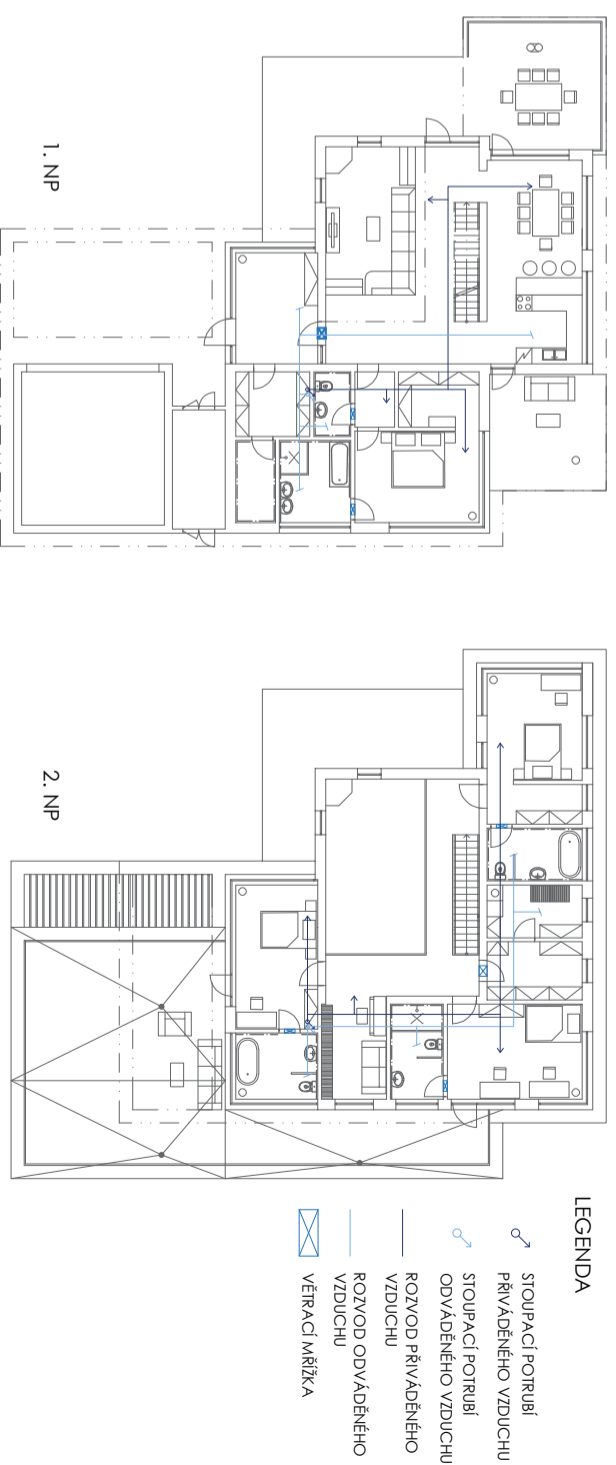 1. NP
2. NP
LEGENDA
STOUPACÍ POTRUBÍ
PŘIVÁDĚNÉHO VZDUCHU
STOUPACÍ POTRUBÍ
ODVÁDĚNÉHO VZDUCHU
ROZVOD PŘIVÁDĚNÉHO
VZDUCHU
ROZVOD ODVÁDĚNÉHO
VZDUCHU
VĚTRACÍ MŘÍŽKA